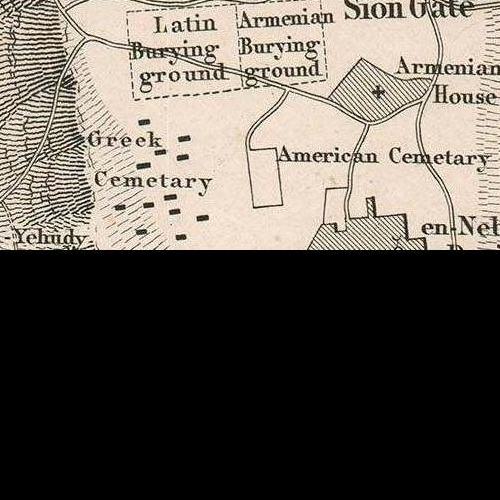 Sion Gate
Latin
Burying
ground
Armenian
Burying
ground
Armenian
House
Greek
Cemetary
American Cemetary
en-Neb
Yehudy